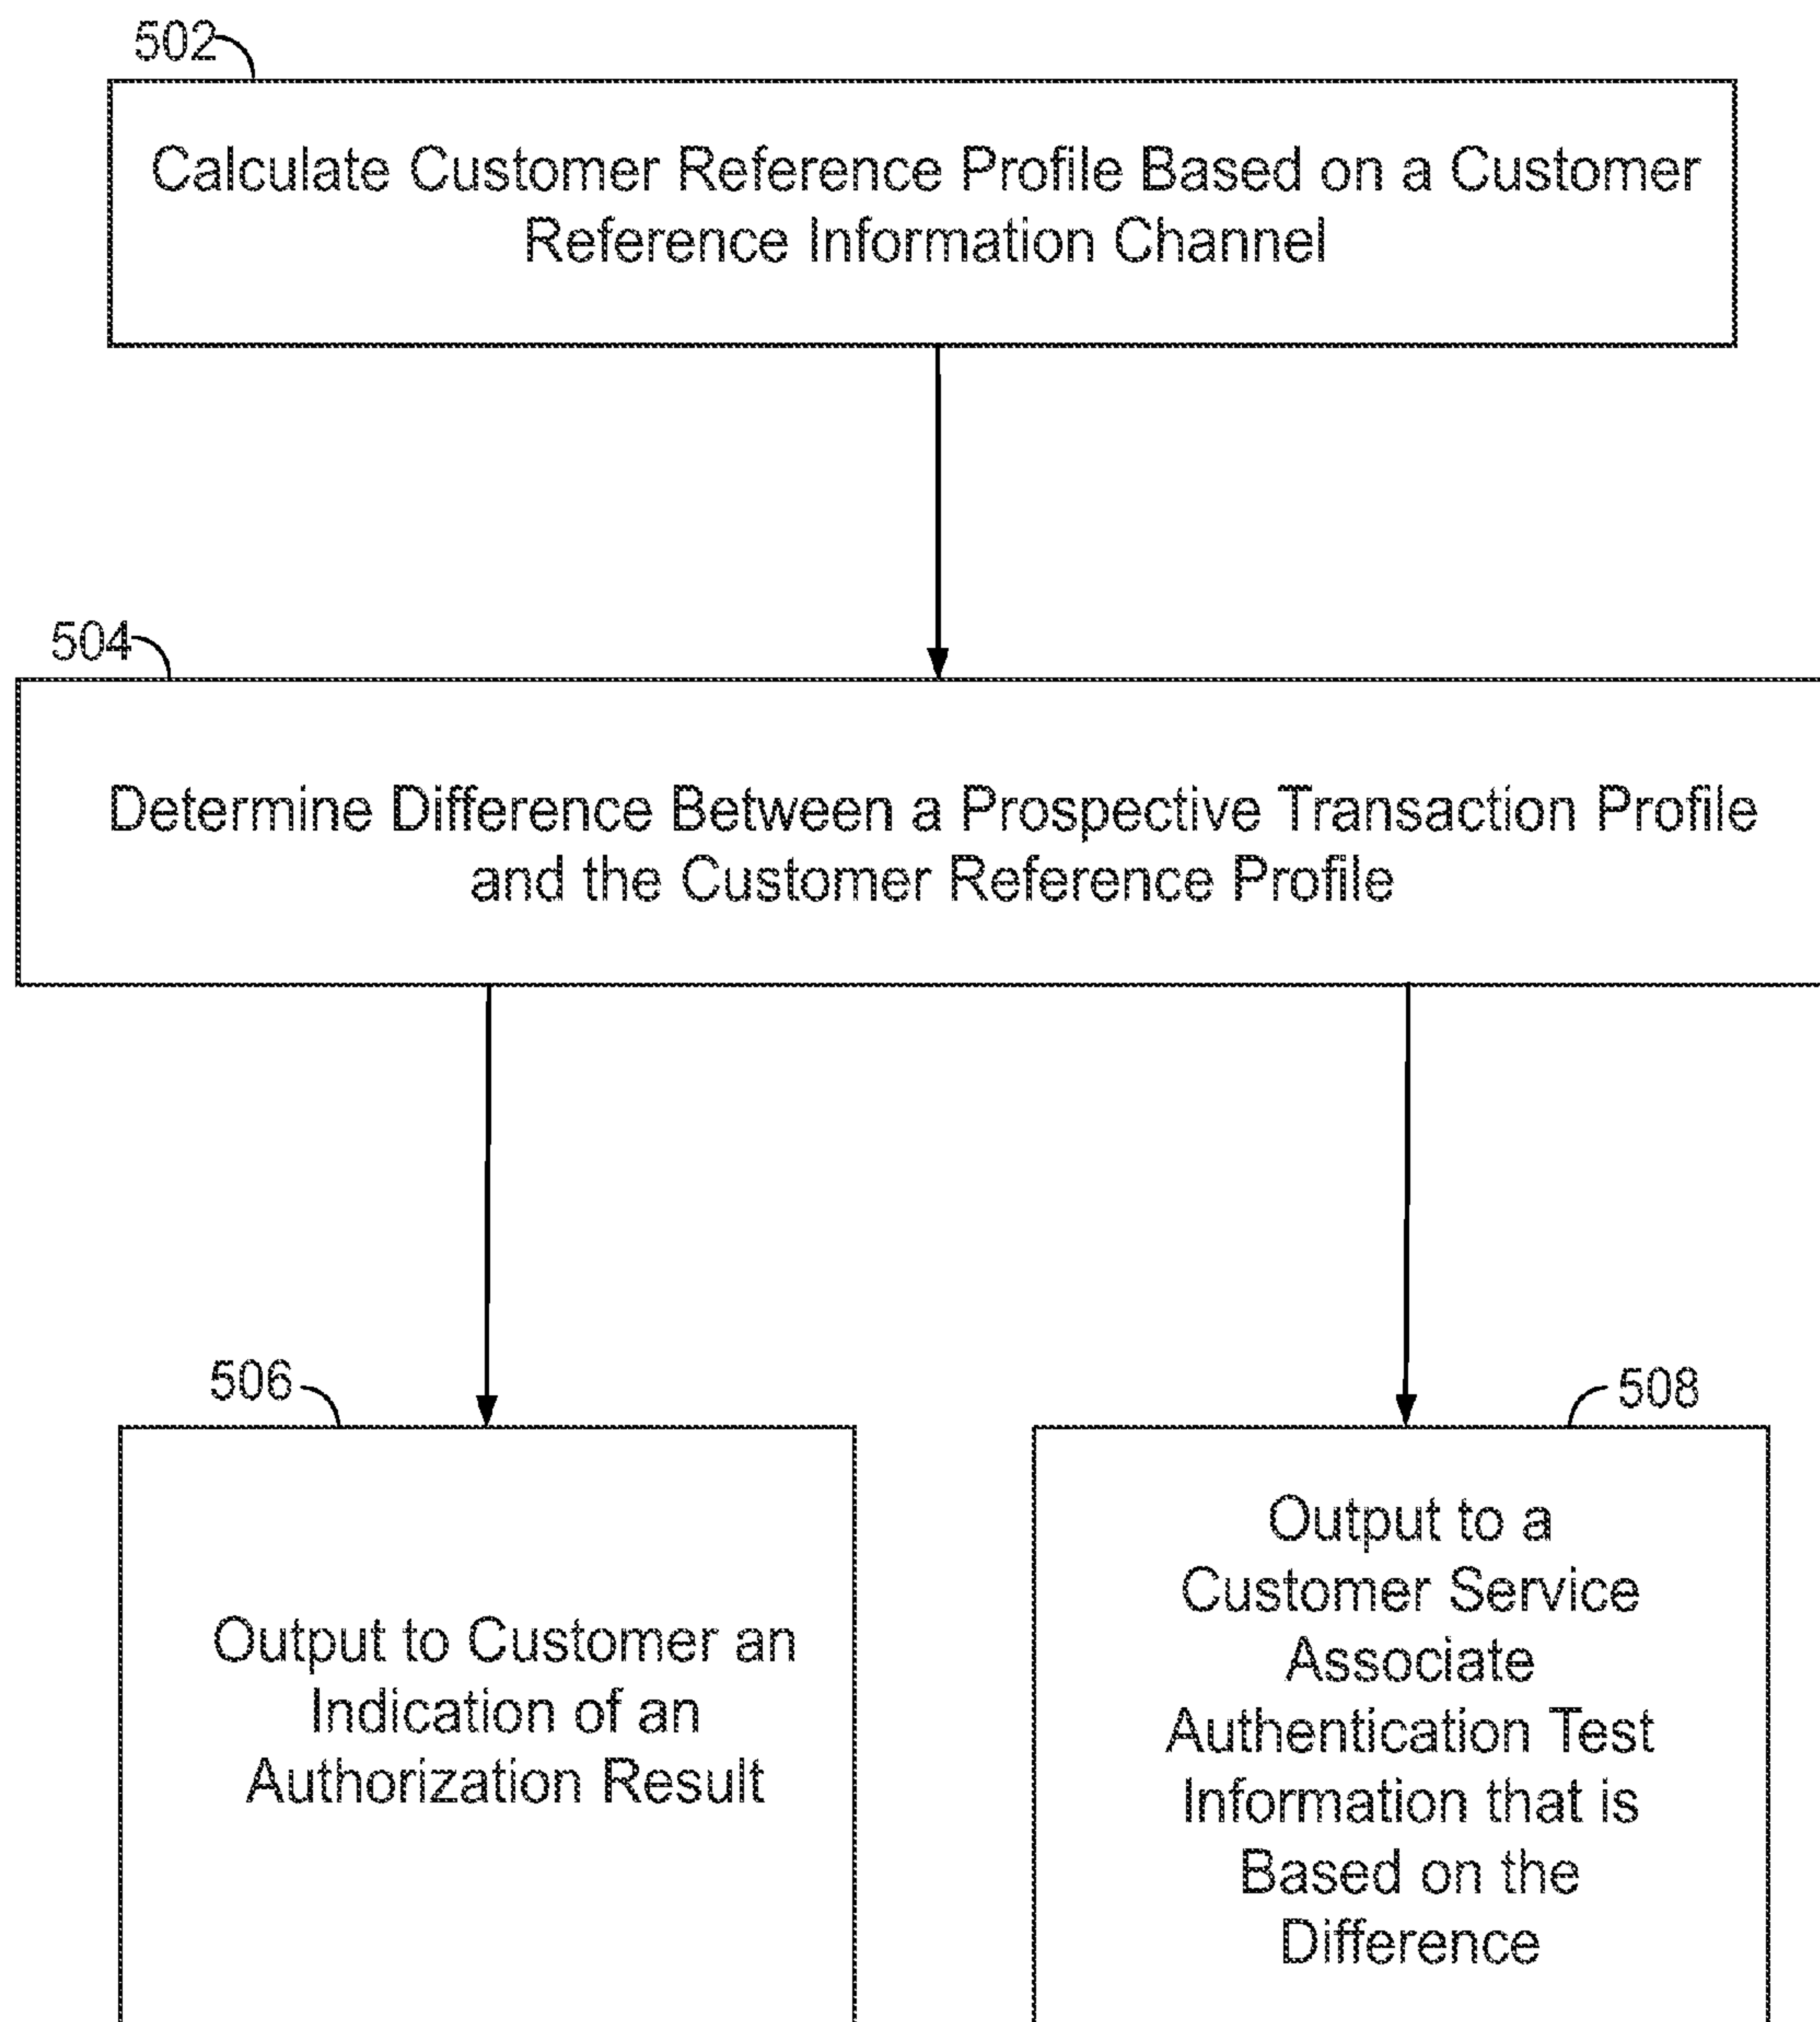 502
Calculate Customer Reference Profile Based on a Customer
Reference Information Channel
504
Determine Difference Between a Prospective Transaction Profile
and the Customer Reference Profile
506
Output to Customer an
Indication of an
Authorization Result
508
Output to a
Customer Service
Associate
Authentication Test
Information that is
Based on the
Difference